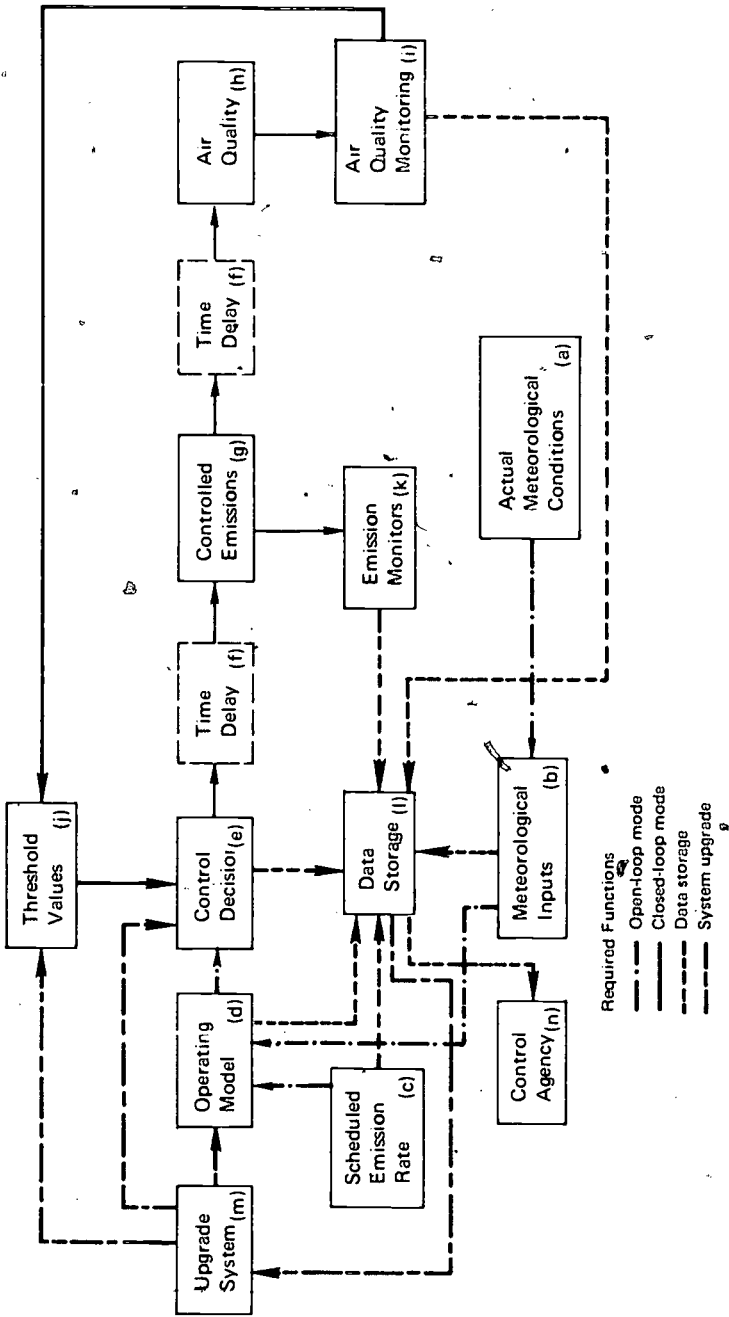 Threshold
Values (j)
Upgrade
System (m)
Operating
Model (d)
Control
Decision (e)
Time
Delay (f)
Controlled
Emissions (g)
Time
Delay (f)
Air
Quality (h)
Scheduled
Emission
Rate (c)
Data
Storage (l)
Emission
Monitors (k)
Air
Quality
Monitoring (i)
Control
Agency (n)
Meteorological
Inputs (b)
Actual
Meteorological
Conditions (a)
Required Functions
Open-loop mode
Closed-loop mode
Data storage
System upgrade